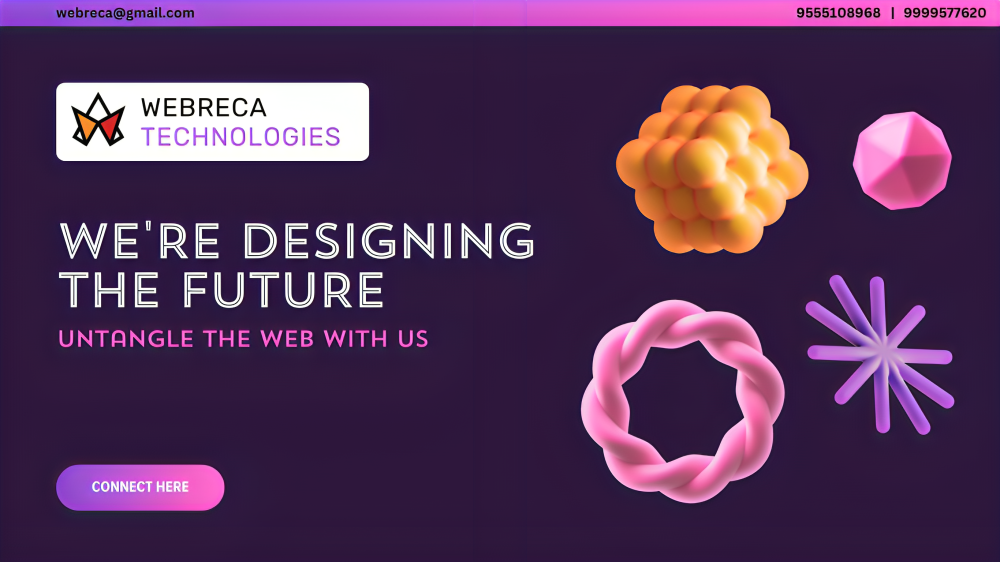 webreca@gmail.com
9555108968 | 9999577620
WEBRECA
TECHNOLOGIES
WE'RE DESIGNING
THE FUTURE
UNTANGLE THE WEB WITH US
CONNECT HERE